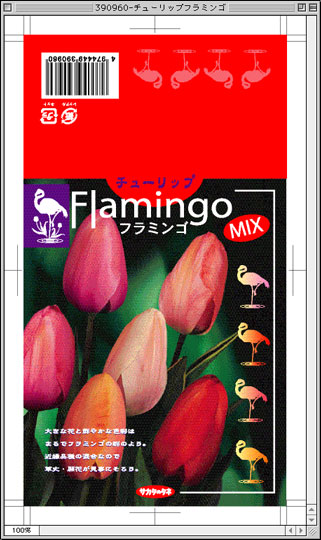 390960-チューリップフラミンゴ
4 974449 390960
チューリップ
Flamingo
フラミンゴ
MIX
大きな花と鮮やかな色彩は
まるでフラミンゴの群のよう。
近縁品種の混合なので
草丈・開花が見事にそろう。
サカタのタネ
100%